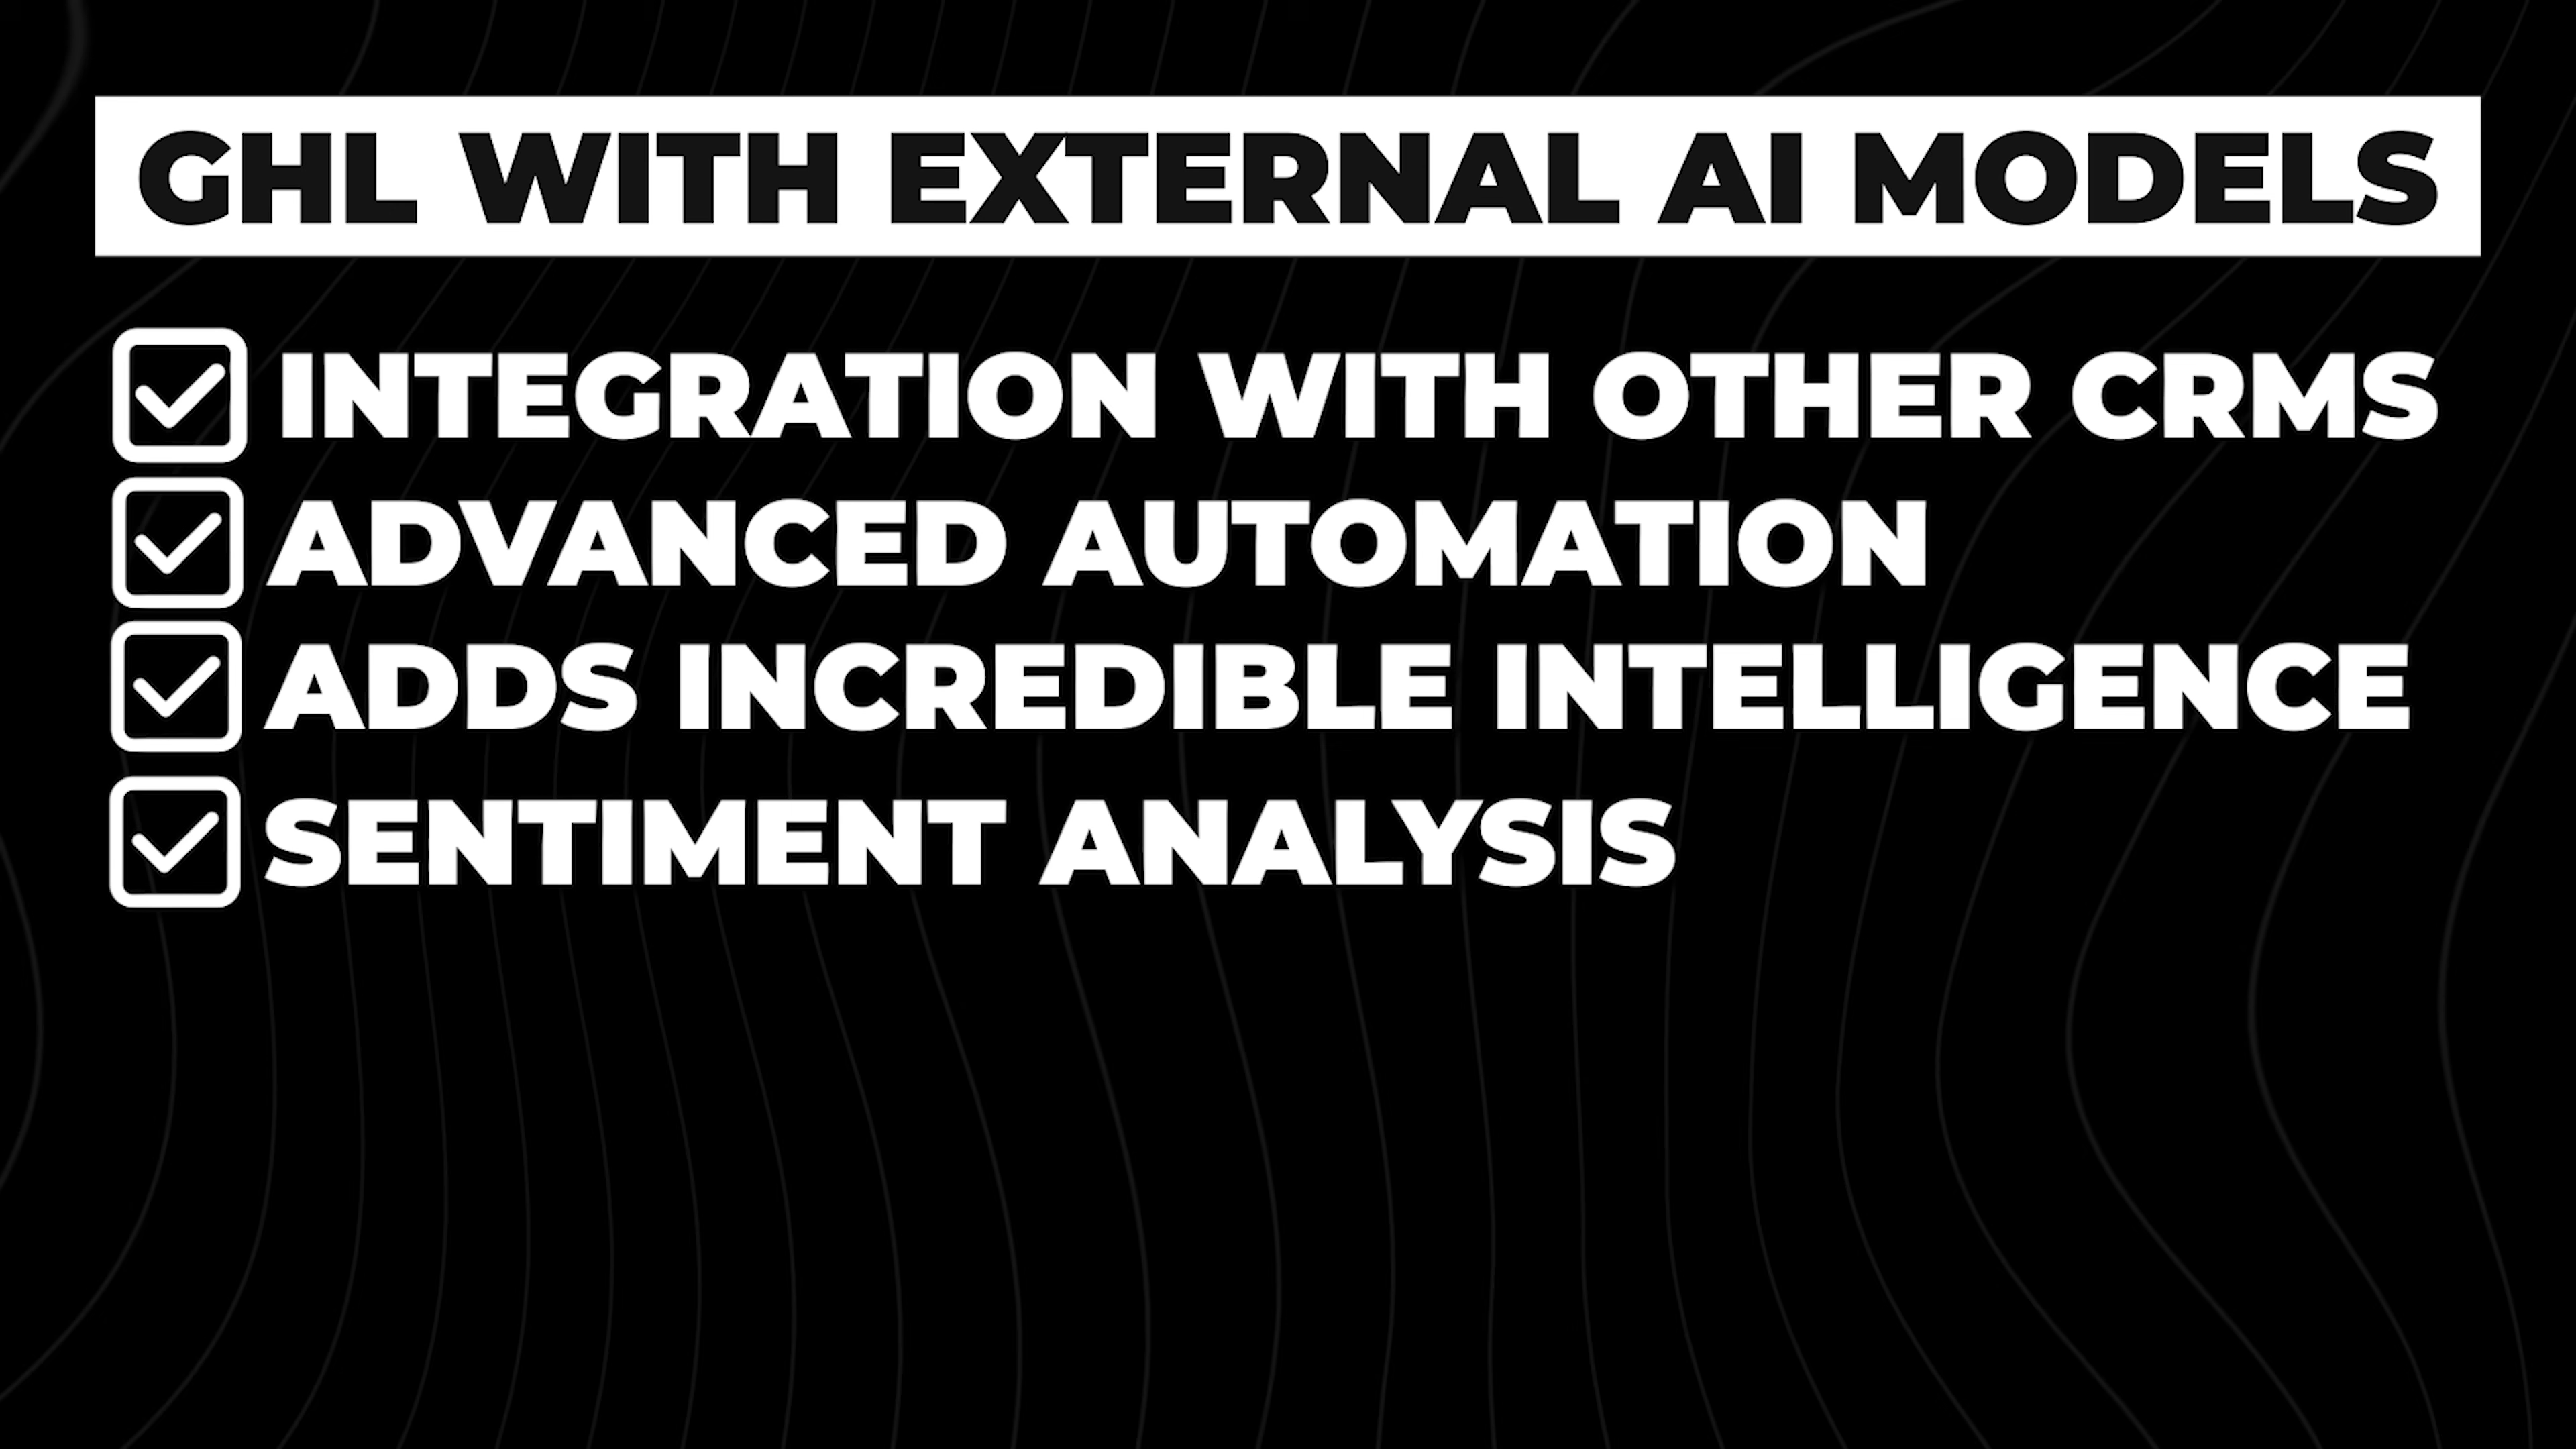 GHL WITH EXTERNAL AI MODELS
INTEGRATION WITH OTHER CRMS
ADVANCED AUTOMATION
ADDS INCREDIBLE INTELLIGENCE
SENTIMENT ANALYSIS